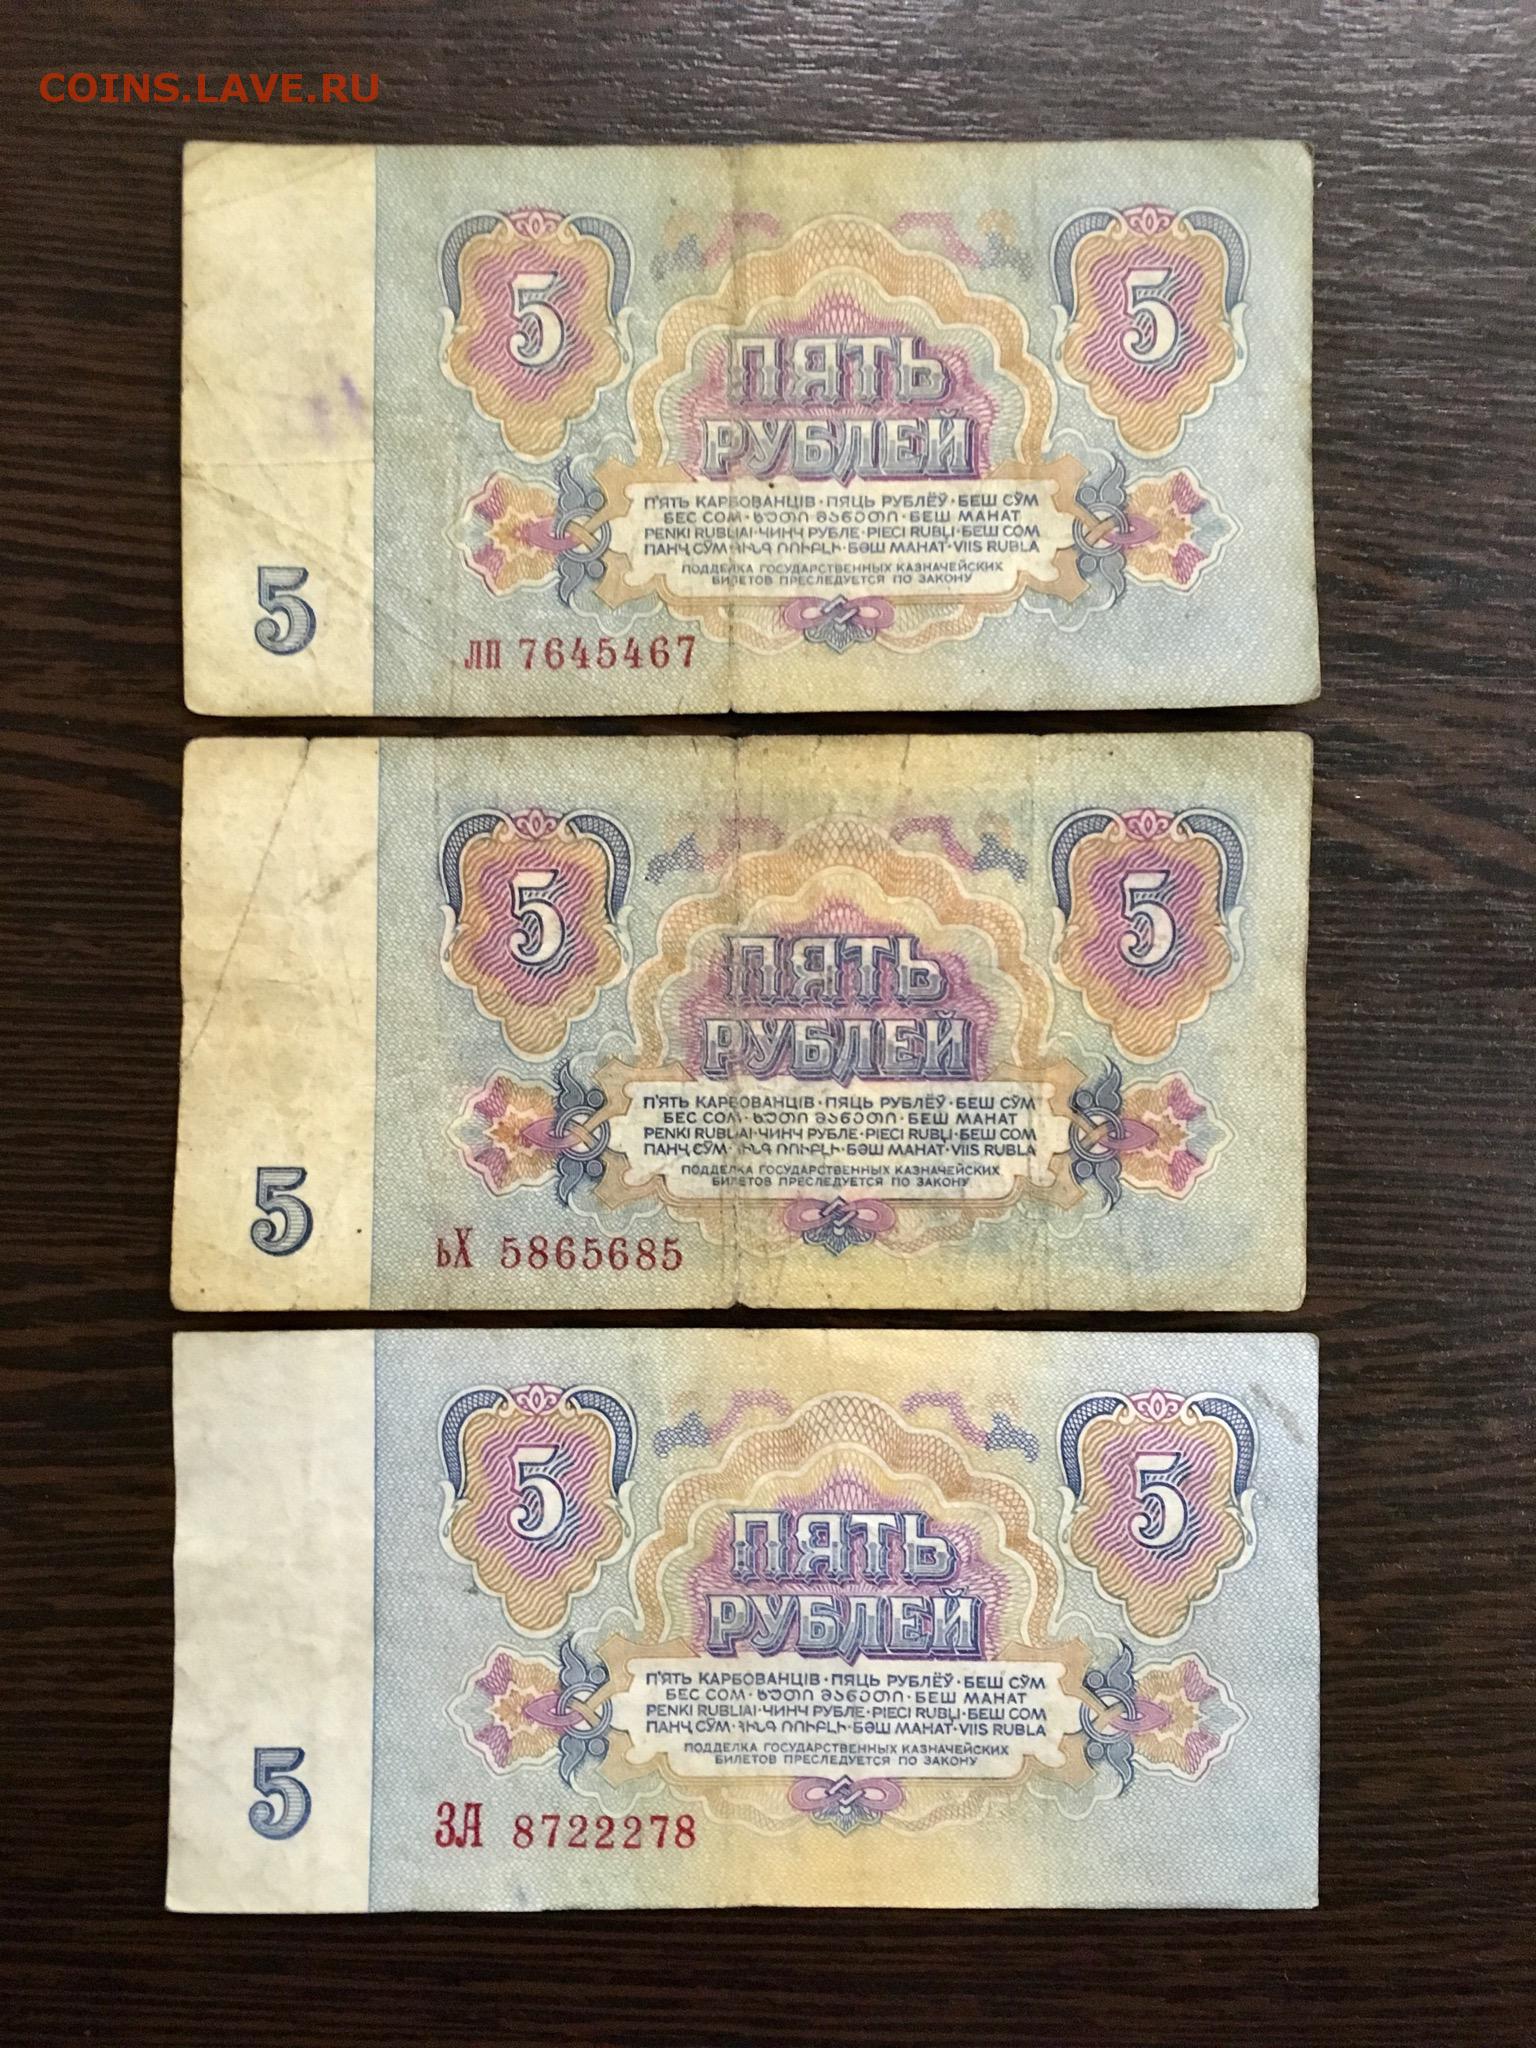 COINS.LAVE.RU
5 5
ПЯТЬ
РУБЛЕЙ
П'ЯТЬ КАРБОВАНЦІВ · ПЯЦЬ РУБЛЁЎ · БЕШ СЎМ
БЕС СОМ · ხუთი მანეთი · БЕШ МАНАТ
PENKI RUBLIAI · ЧИНЧ РУБЛЕ · PIECI RUBĻI · БЕШ СОМ
ПАНҶ СЎМ · ՀԻՆԳ ՌՈՒԲԼԻ · БӘШ МАНАТ · VIIS RUBLA
ПОДДЕЛКА ГОСУДАРСТВЕННЫХ КАЗНАЧЕЙСКИХ
БИЛЕТОВ ПРЕСЛЕДУЕТСЯ ПО ЗАКОНУ
5
лп 7645467
5 5
ПЯТЬ
РУБЛЕЙ
П'ЯТЬ КАРБОВАНЦІВ · ПЯЦЬ РУБЛЁЎ · БЕШ СЎМ
БЕС СОМ · ხუთი მანეთი · БЕШ МАНАТ
PENKI RUBLIAI · ЧИНЧ РУБЛЕ · PIECI RUBĻI · БЕШ СОМ
ПАНҶ СЎМ · ՀԻՆԳ ՌՈՒԲԼԻ · БӘШ МАНАТ · VIIS RUBLA
ПОДДЕЛКА ГОСУДАРСТВЕННЫХ КАЗНАЧЕЙСКИХ
БИЛЕТОВ ПРЕСЛЕДУЕТСЯ ПО ЗАКОНУ
5
ьХ 5865685
5 5
ПЯТЬ
РУБЛЕЙ
П'ЯТЬ КАРБОВАНЦІВ · ПЯЦЬ РУБЛЁЎ · БЕШ СЎМ
БЕС СОМ · ხუთი მანეთი · БЕШ МАНАТ
PENKI RUBLIAI · ЧИНЧ РУБЛЕ · PIECI RUBĻI · БЕШ СОМ
ПАНҶ СЎМ · ՀԻՆԳ ՌՈՒԲԼԻ · БӘШ МАНАТ · VIIS RUBLA
ПОДДЕЛКА ГОСУДАРСТВЕННЫХ КАЗНАЧЕЙСКИХ
БИЛЕТОВ ПРЕСЛЕДУЕТСЯ ПО ЗАКОНУ
5
ЗЛ 8722278